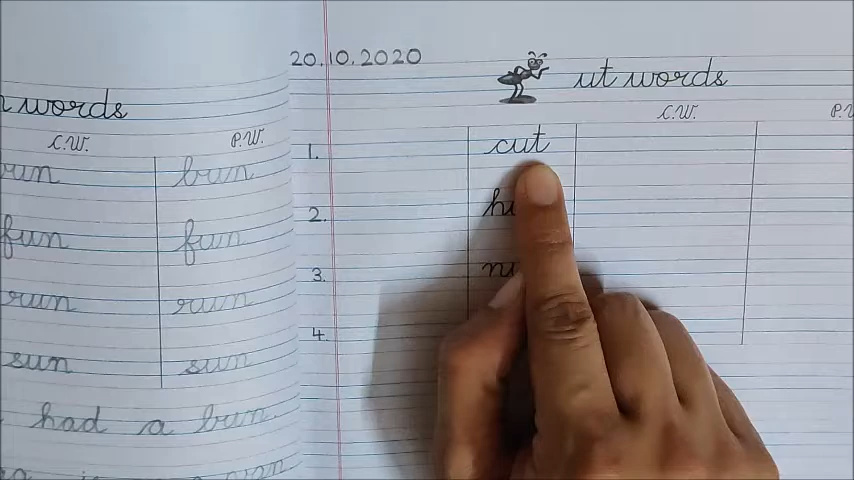 words
C.W. P.W.
bun
fun fun
run run
sun sun
had a bun.
20.10.2020
ut words
C.W.
1. cut
2.
3.
4.